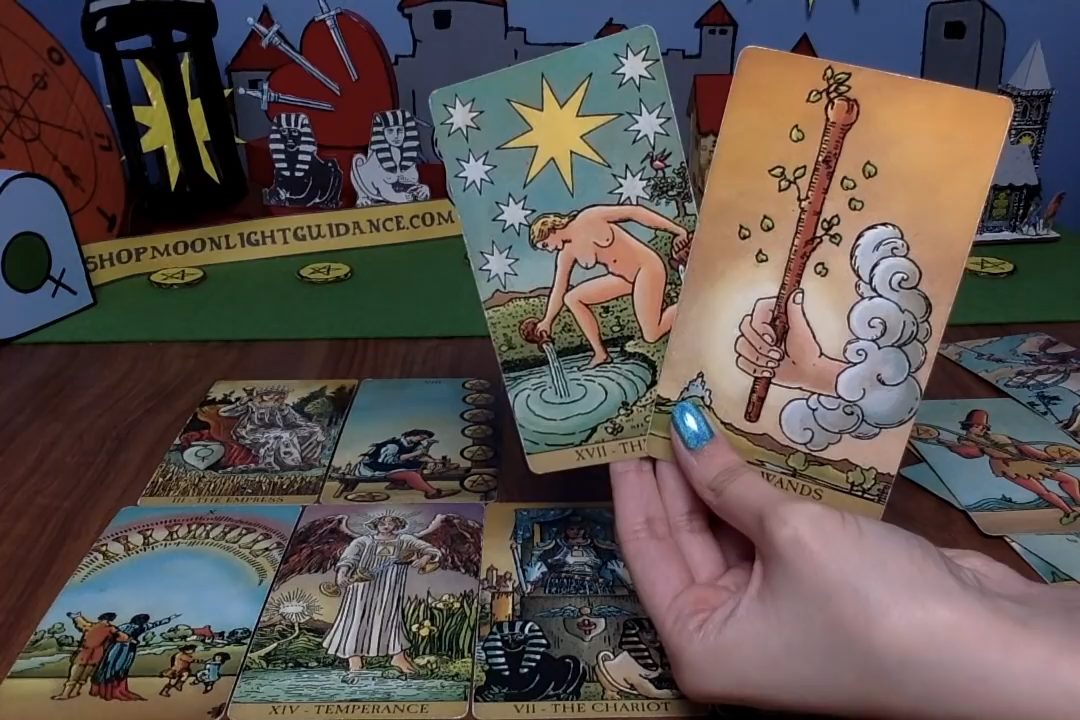 SHOPMOONLIGHTGUIDANCE.COM
XVII - TH
WANDS
III - THE EMPRESS
X
XIV - TEMPERANCE
VII - THE CHARIOT